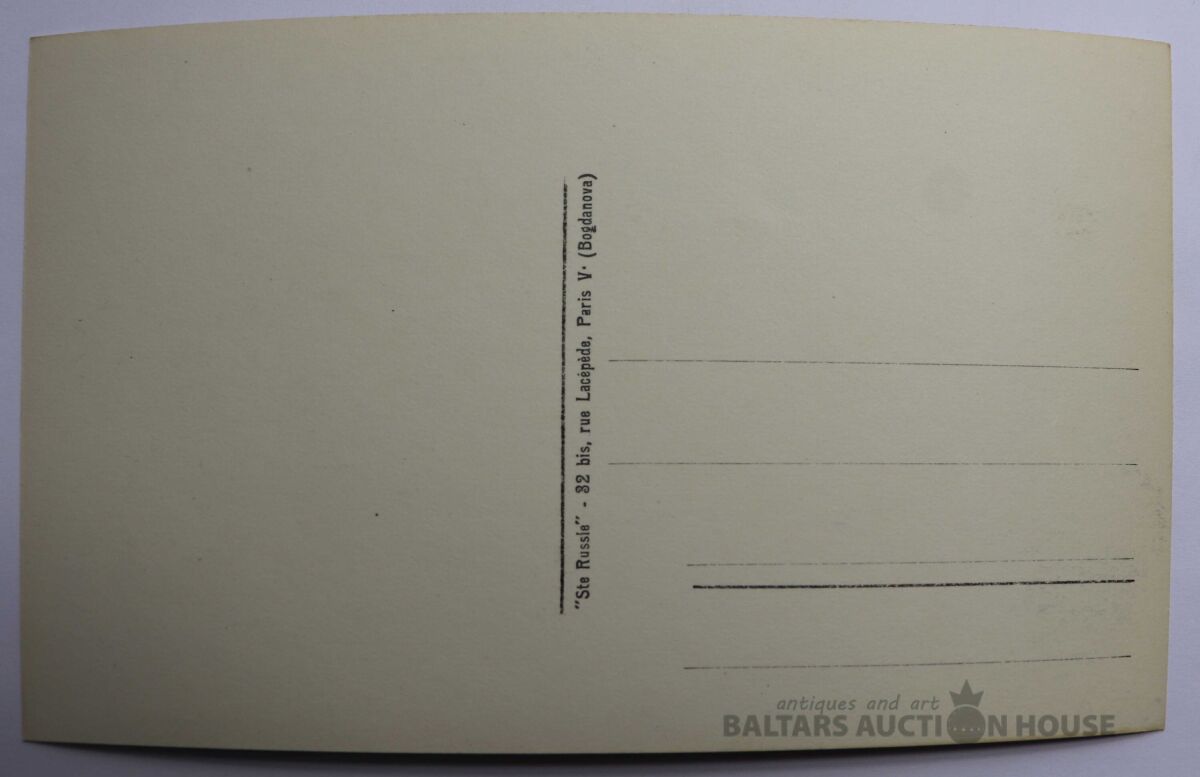 "Ste Russie" - 32 bis, rue Lacépède, Paris V· (Bogdanova)
antiques and art
BALTARS AUCTION HOUSE